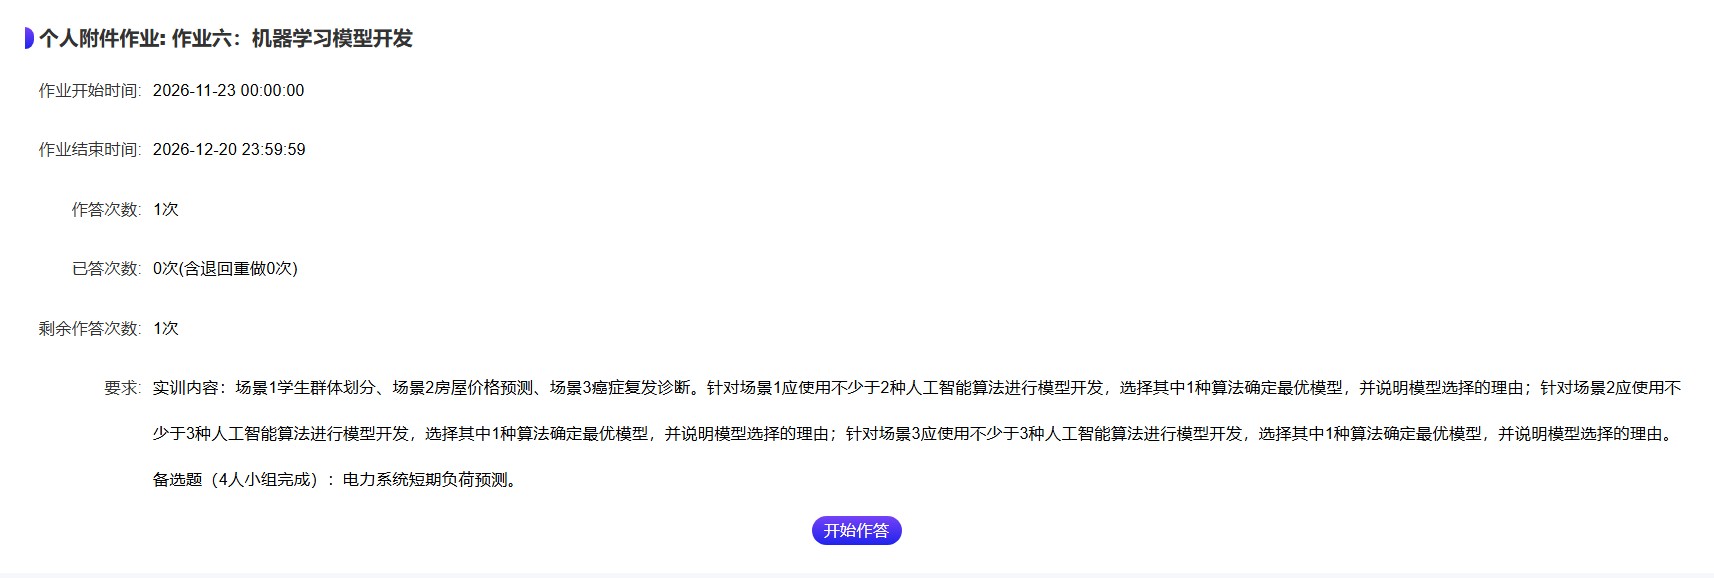 个人附件作业: 作业六：机器学习模型开发
作业开始时间: 2026-11-23 00:00:00
作业结束时间: 2026-12-20 23:59:59
作答次数: 1次
已答次数: 0次(含退回重做0次)
剩余作答次数: 1次
要求: 实训内容：场景1学生群体划分、场景2房屋价格预测、场景3癌症复发诊断。针对场景1应使用不少于2种人工智能算法进行模型开发，选择其中1种算法确定最优模型，并说明模型选择的理由；针对场景2应使用不
少于3种人工智能算法进行模型开发，选择其中1种算法确定最优模型，并说明模型选择的理由；针对场景3应使用不少于3种人工智能算法进行模型开发，选择其中1种算法确定最优模型，并说明模型选择的理由。
备选题（4人小组完成）：电力系统短期负荷预测。
开始作答